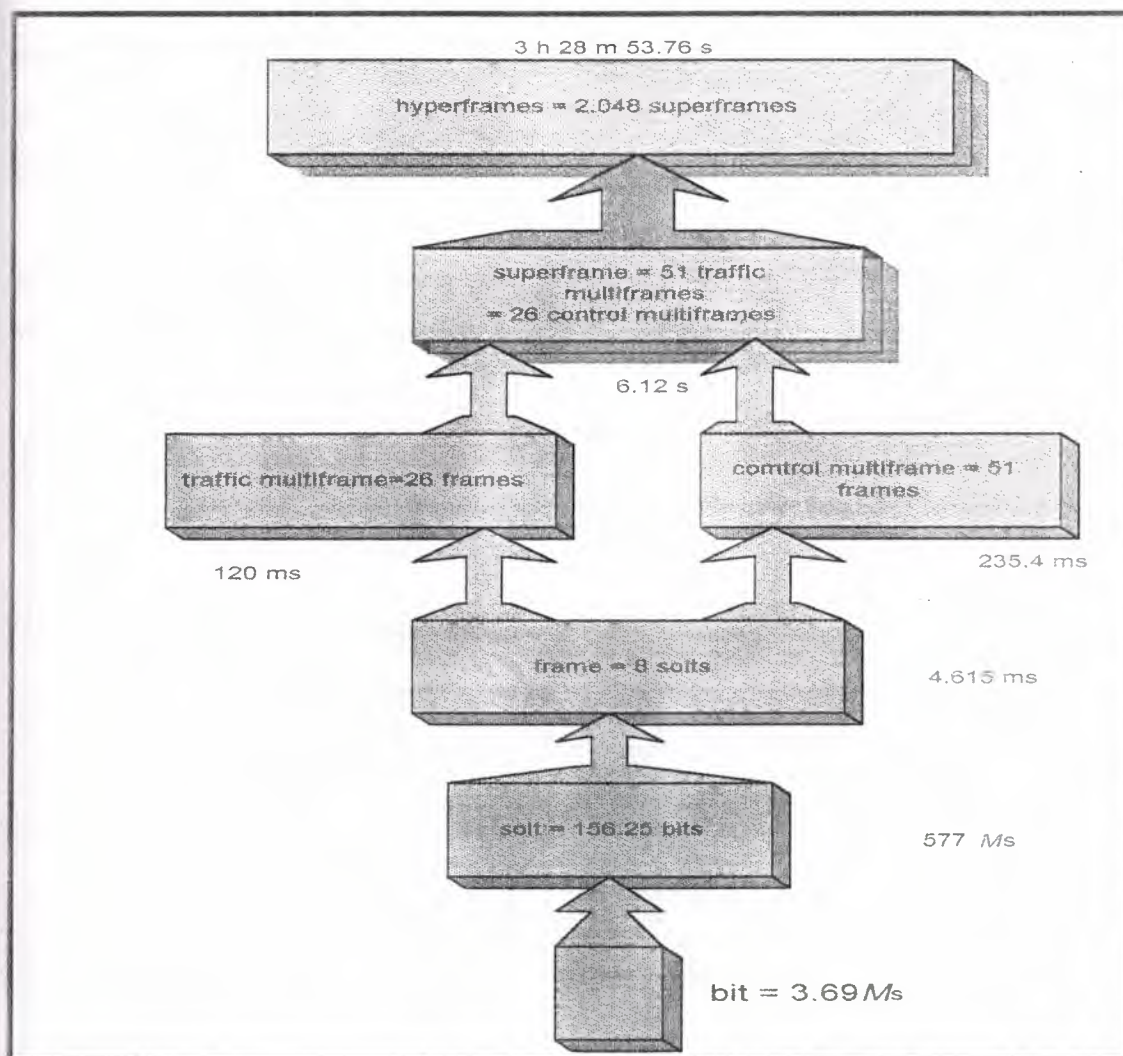 3 h 28 m 53.76 s
hyperframes = 2.048 superframes
superframe = 51 traffic
multiframes
= 26 control multiframes
6.12 s
traffic multiframe=26 frames
comtrol multiframe = 51
frames
120 ms
235.4 ms
frame = 8 solts
4.615 ms
solt = 156.25 bits
577 Ms
bit = 3.69Ms